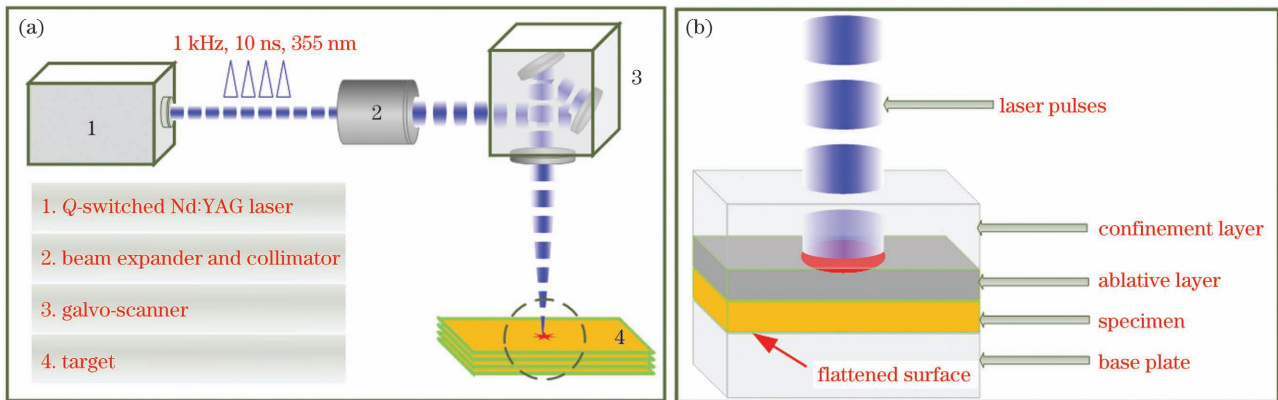 (a)
1 kHz, 10 ns, 355 nm
1
2
3
4
1. Q-switched Nd:YAG laser
2. beam expander and collimator
3. galvo-scanner
4. target
(b)
laser pulses
confinement layer
ablative layer
specimen
base plate
flattened surface